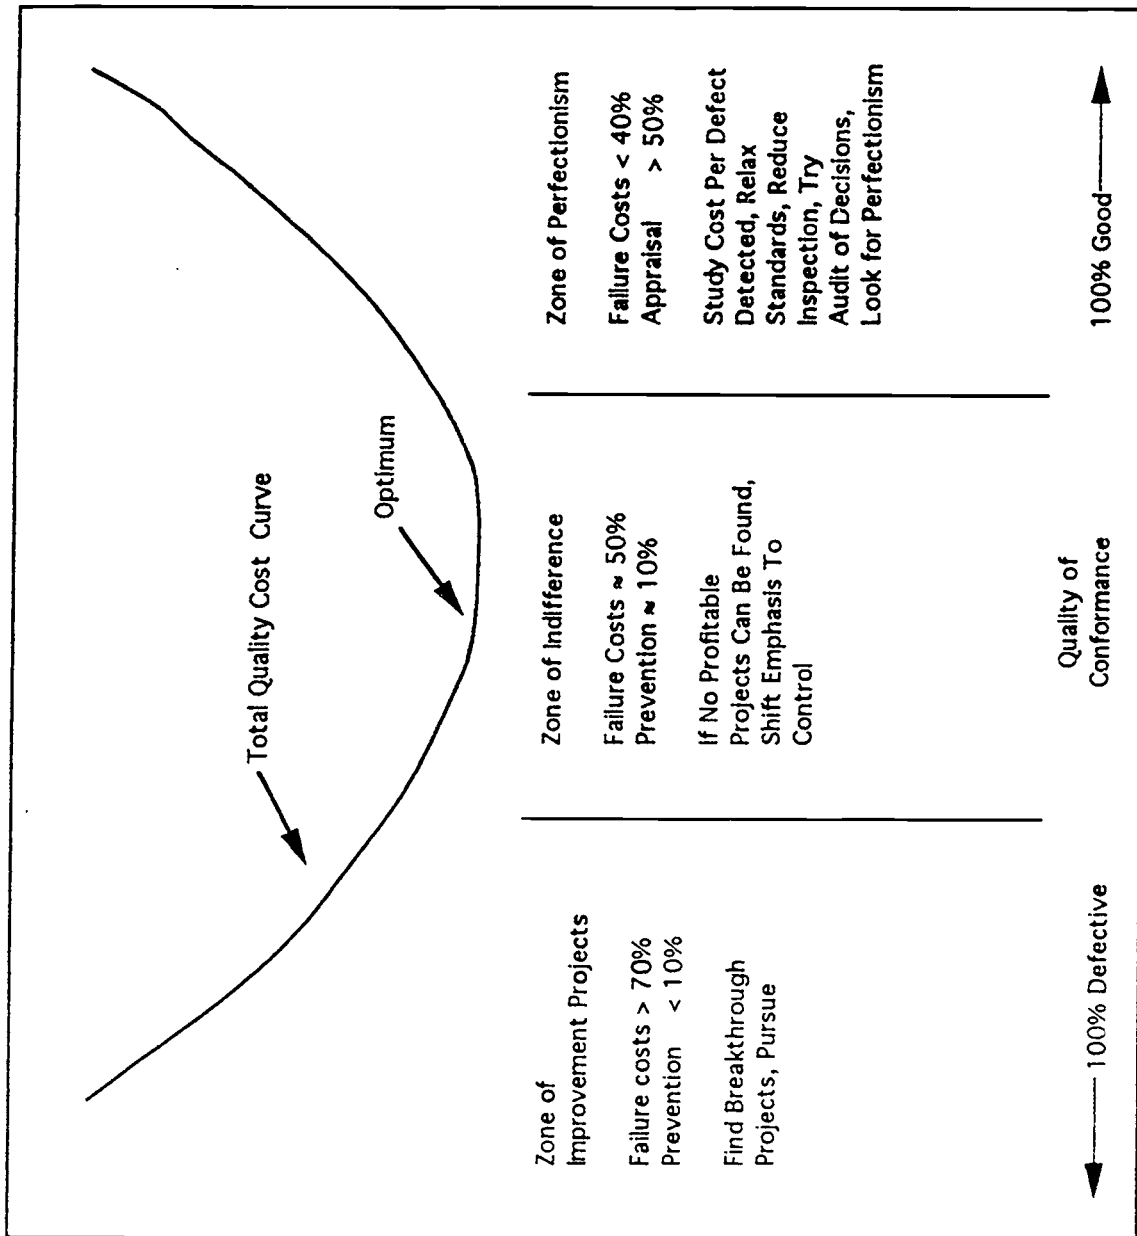 Total Quality Cost Curve
Optimum
Zone of
Improvement Projects
Failure costs > 70%
Prevention < 10%
Find Breakthrough
Projects, Pursue
Zone of Indifference
Failure Costs ≈ 50%
Prevention ≈ 10%
If No Profitable
Projects Can Be Found,
Shift Emphasis To
Control
Zone of Perfectionism
Failure Costs < 40%
Appraisal > 50%
Study Cost Per Defect
Detected, Relax
Standards, Reduce
Inspection, Try
Audit of Decisions,
Look for Perfectionism
100% Defective
Quality of
Conformance
100% Good